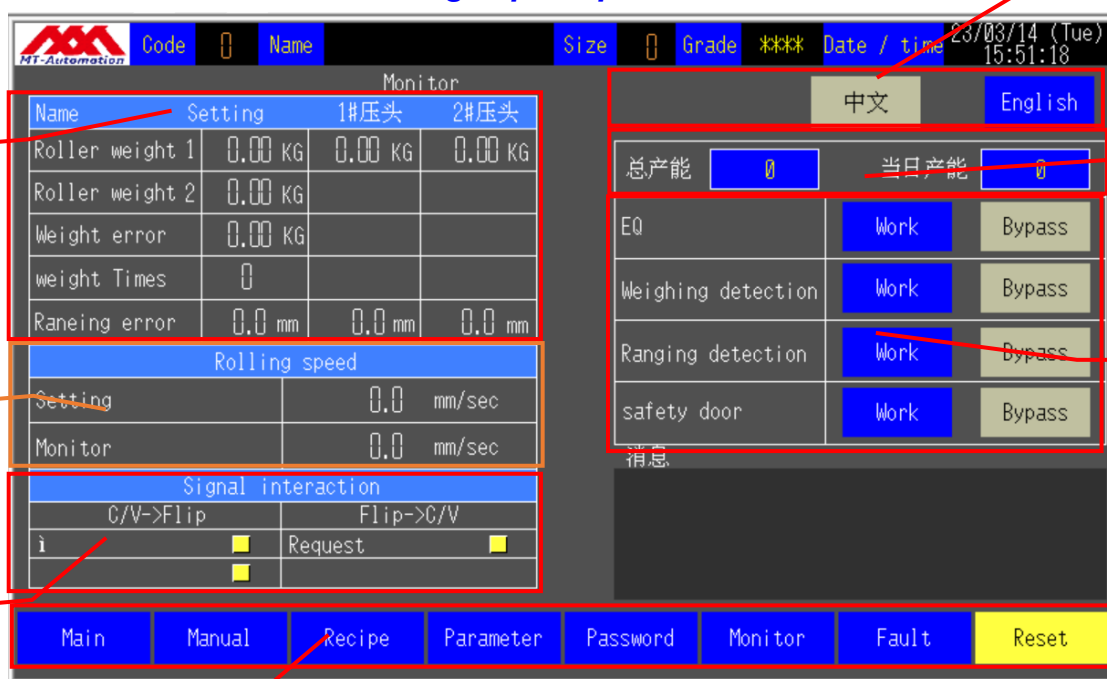 MT-Automation Code 0 Name Size 0 Grade **** Date / time 23/03/14 (Tue)
15:51:18
Monitor
中文 English
Name Setting 1#压头 2#压头
Roller weight 1 0.00 KG 0.00 KG 0.00 KG
Roller weight 2 0.00 KG
Weight error 0.00 KG
weight Times 0
Raneing error 0.0 mm 0.0 mm 0.0 mm
Rolling speed
Setting 0.0 mm/sec
Monitor 0.0 mm/sec
Signal interaction
C/V->Flip Flip->C/V
ì Request
总产能 0 当日产能 0
EQ Work Bypass
Weighing detection Work Bypass
Ranging detection Work Bypass
safety door Work Bypass
消息
Main Manual Recipe Parameter Password Monitor Fault Reset